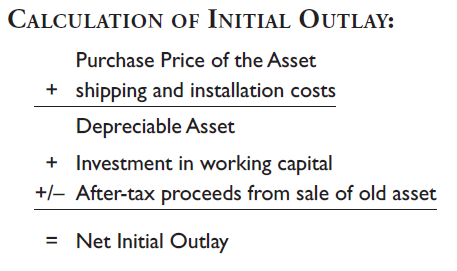 CALCULATION OF INITIAL OUTLAY:
Purchase Price of the Asset
+ shipping and installation costs
Depreciable Asset
+ Investment in working capital
+/– After-tax proceeds from sale of old asset
= Net Initial Outlay